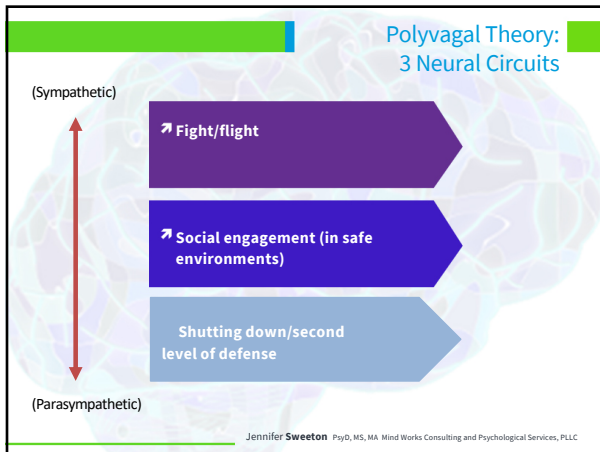 Polyvagal Theory:
3 Neural Circuits
(Sympathetic)
Fight/flight
Social engagement (in safe
environments)
Shutting down/second
level of defense
(Parasympathetic)
Jennifer Sweeton PsyD, MS, MA Mind Works Consulting and Psychological Services, PLLC